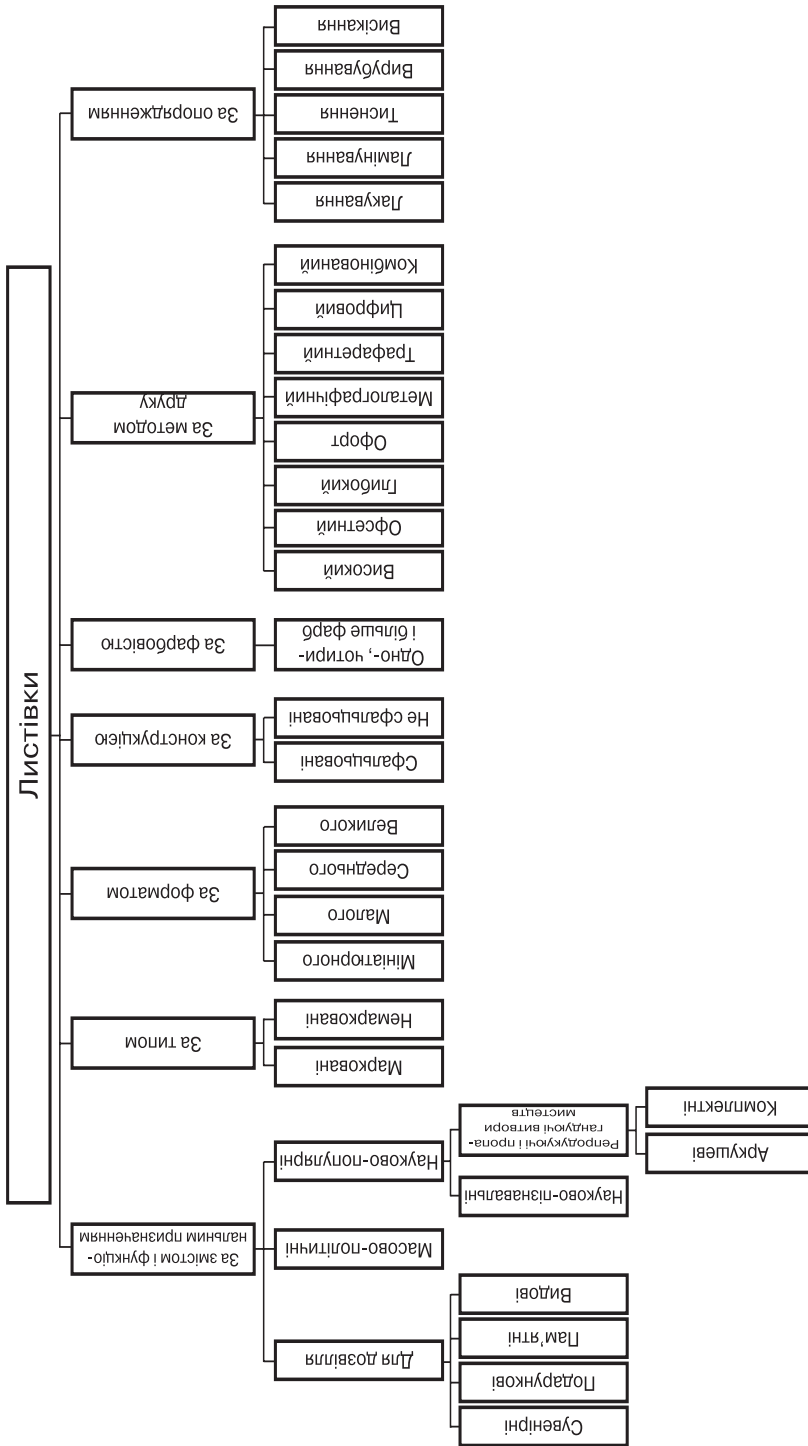 Листівки
За змістом і функціо-
нальним призначенням
Для дозвілля
Сувенірні
Подарункові
Пам'ятні
Видові
Масово-політичні
Науково-популярні
Науково-пізнавальні
Репродукуючі і пропа-
гандуючі витвори
мистецтв
Аркушеві
Комплектні
За типом
Марковані
Немарковані
За форматом
Мініатюрного
Малого
Середнього
Великого
За конструкцією
Сфальцьовані
Не сфальцьовані
За фарбовістю
Одно-, чотири-
і більше фарб
За методом
друку
Високий
Офсетний
Глибокий
Офорт
Металографічний
Трафаретний
Цифровий
Комбінований
За опорядженням
Лакування
Ламінування
Тиснення
Вирубування
Висікання